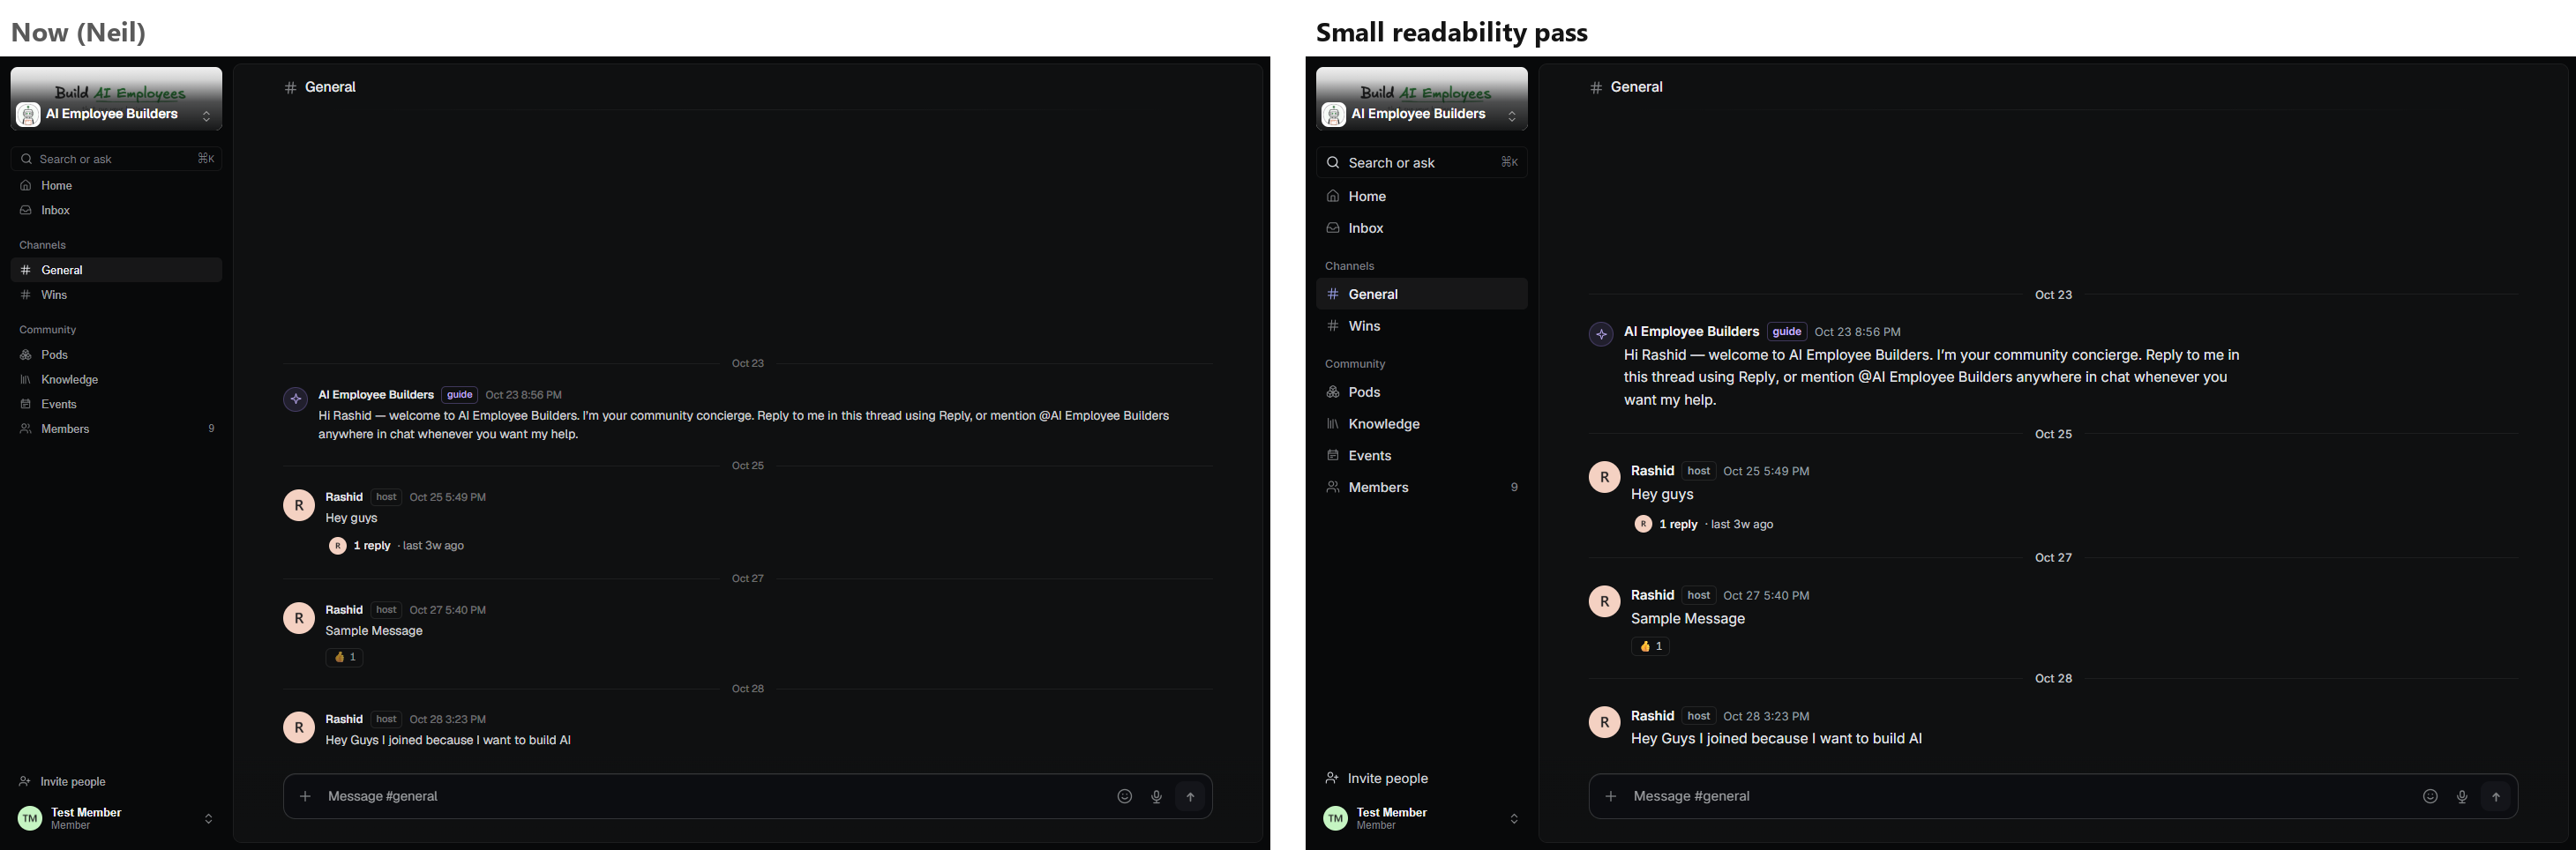 Now (Neil)
Build AI Employees
AI Employee Builders
Search or ask ⌘K
Home
Inbox
Channels
# General
# Wins
Community
Pods
Knowledge
Events
Members 9
Invite people
TM Test Member
Member
# General
Oct 23
AI Employee Builders guide Oct 23 8:56 PM
Hi Rashid — welcome to AI Employee Builders. I'm your community concierge. Reply to me in this thread using Reply, or mention @AI Employee Builders
anywhere in chat whenever you want my help.
Oct 25
R Rashid host Oct 25 5:49 PM
Hey guys
R 1 reply · last 3w ago
Oct 27
R Rashid host Oct 27 5:40 PM
Sample Message
👍 1
Oct 28
R Rashid host Oct 28 3:23 PM
Hey Guys I joined because I want to build AI
Message #general
Small readability pass
Build AI Employees
AI Employee Builders
Search or ask ⌘K
Home
Inbox
Channels
# General
# Wins
Community
Pods
Knowledge
Events
Members 9
Invite people
TM Test Member
Member
# General
Oct 23
AI Employee Builders guide Oct 23 8:56 PM
Hi Rashid — welcome to AI Employee Builders. I'm your community concierge. Reply to me in
this thread using Reply, or mention @AI Employee Builders anywhere in chat whenever you
want my help.
Oct 25
R Rashid host Oct 25 5:49 PM
Hey guys
R 1 reply · last 3w ago
Oct 27
R Rashid host Oct 27 5:40 PM
Sample Message
👍 1
Oct 28
R Rashid host Oct 28 3:23 PM
Hey Guys I joined because I want to build AI
Message #general